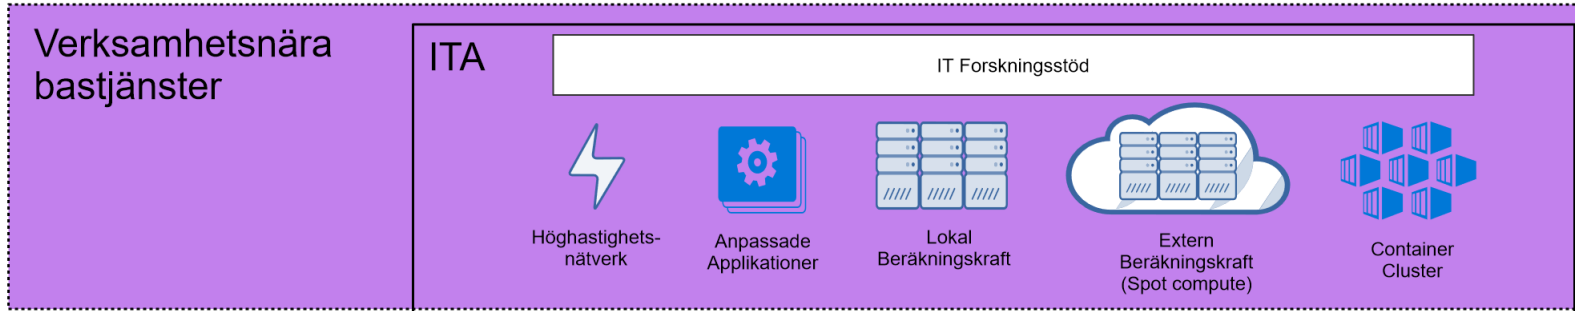 Verksamhetsnära
bastjänster
ITA
IT Forskningsstöd
Höghastighets-
nätverk
Anpassade
Applikationer
Lokal
Beräkningskraft
Extern
Beräkningskraft
(Spot compute)
Container
Cluster